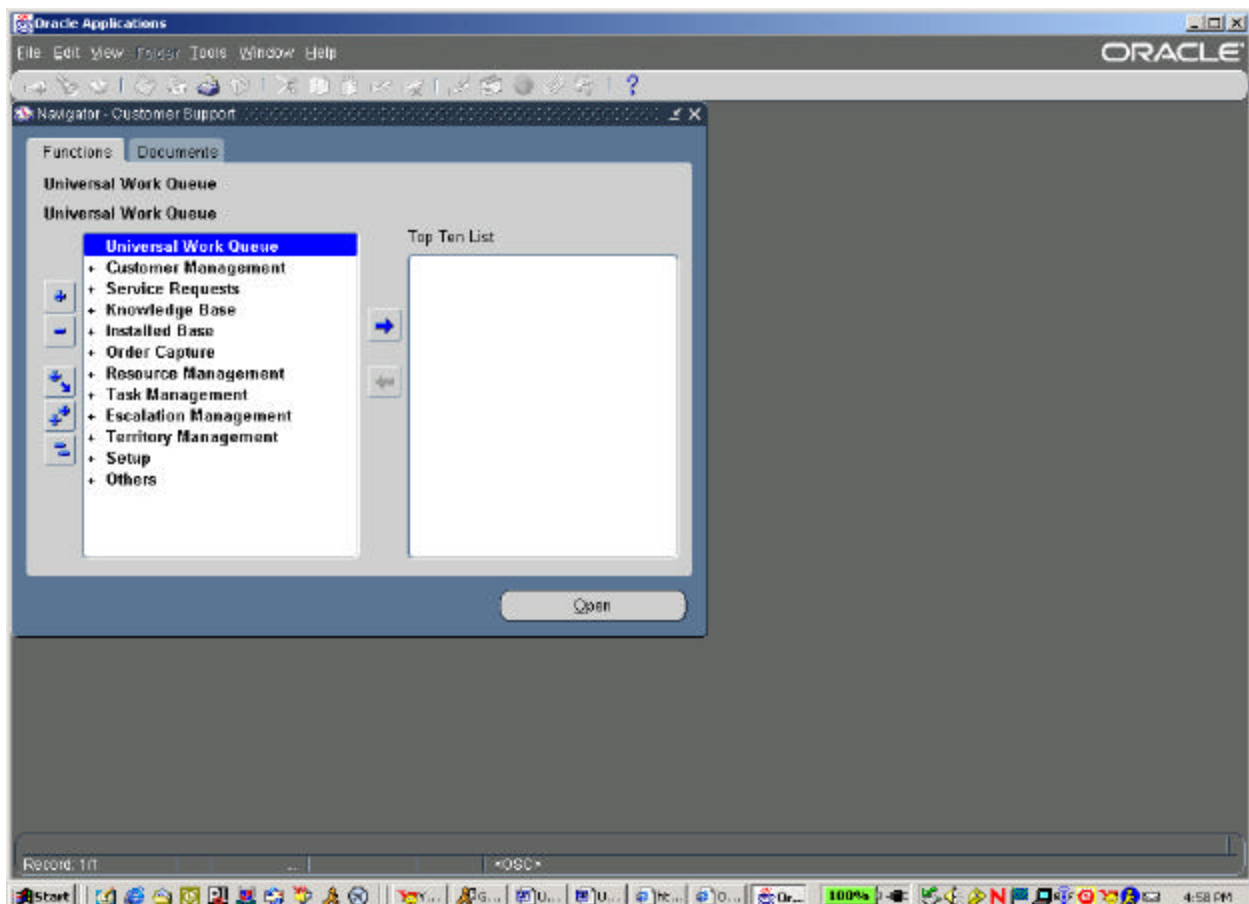 Oracle Applications
File Edit View Folder Tools Window Help
ORACLE
Navigator - Customer Support
Functions Documents
Universal Work Queue
Universal Work Queue
Top Ten List
Universal Work Queue
+ Customer Management
+ Service Requests
+ Knowledge Base
+ Installed Base
+ Order Capture
+ Resource Management
+ Task Management
+ Escalation Management
+ Territory Management
+ Setup
+ Others
Open
Record: 1/1 ... <OSC>
Start Y... G... U... U... ht... O... Or... 100% N 4:58 PM